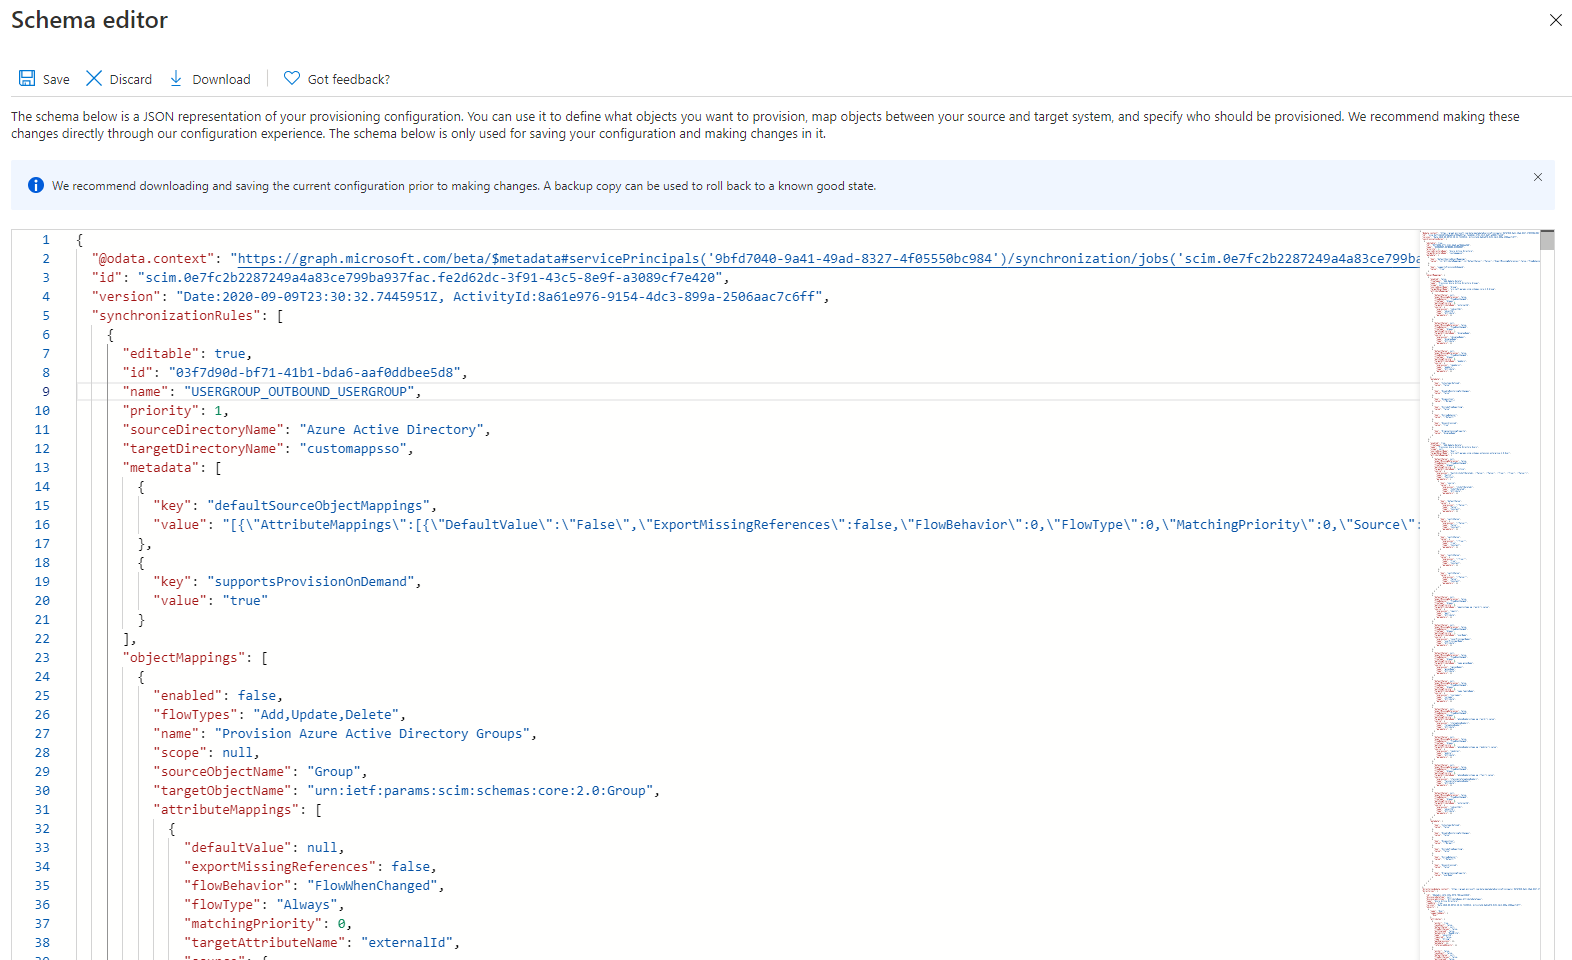 Schema editor
Save Discard Download Got feedback?
The schema below is a JSON representation of your provisioning configuration. You can use it to define what objects you want to provision, map objects between your source and target system, and specify who should be provisioned. We recommend making these
changes directly through our configuration experience. The schema below is only used for saving your configuration and making changes in it.
We recommend downloading and saving the current configuration prior to making changes. A backup copy can be used to roll back to a known good state.
1 {
2 "@odata.context": "https://graph.microsoft.com/beta/$metadata#servicePrincipals('9bfd7040-9a41-49ad-8327-4f05550bc984')/synchronization/jobs('scim.0e7fc2b2287249a4a83ce799ba
3 "id": "scim.0e7fc2b2287249a4a83ce799ba937fac.fe2d62dc-3f91-43c5-8e9f-a3089cf7e420",
4 "version": "Date:2020-09-09T23:30:32.7445951Z, ActivityId:8a61e976-9154-4dc3-899a-2506aac7c6ff",
5 "synchronizationRules": [
6 {
7 "editable": true,
8 "id": "03f7d90d-bf71-41b1-bda6-aaf0ddbee5d8",
9 "name": "USERGROUP_OUTBOUND_USERGROUP",
10 "priority": 1,
11 "sourceDirectoryName": "Azure Active Directory",
12 "targetDirectoryName": "customappsso",
13 "metadata": [
14 {
15 "key": "defaultSourceObjectMappings",
16 "value": "[{\"AttributeMappings\":[{\"DefaultValue\":\"False\",\"ExportMissingReferences\":false,\"FlowBehavior\":0,\"FlowType\":0,\"MatchingPriority\":0,\"Source\":
17 },
18 {
19 "key": "supportsProvisionOnDemand",
20 "value": "true"
21 }
22 ],
23 "objectMappings": [
24 {
25 "enabled": false,
26 "flowTypes": "Add,Update,Delete",
27 "name": "Provision Azure Active Directory Groups",
28 "scope": null,
29 "sourceObjectName": "Group",
30 "targetObjectName": "urn:ietf:params:scim:schemas:core:2.0:Group",
31 "attributeMappings": [
32 {
33 "defaultValue": null,
34 "exportMissingReferences": false,
35 "flowBehavior": "FlowWhenChanged",
36 "flowType": "Always",
37 "matchingPriority": 0,
38 "targetAttributeName": "externalId",